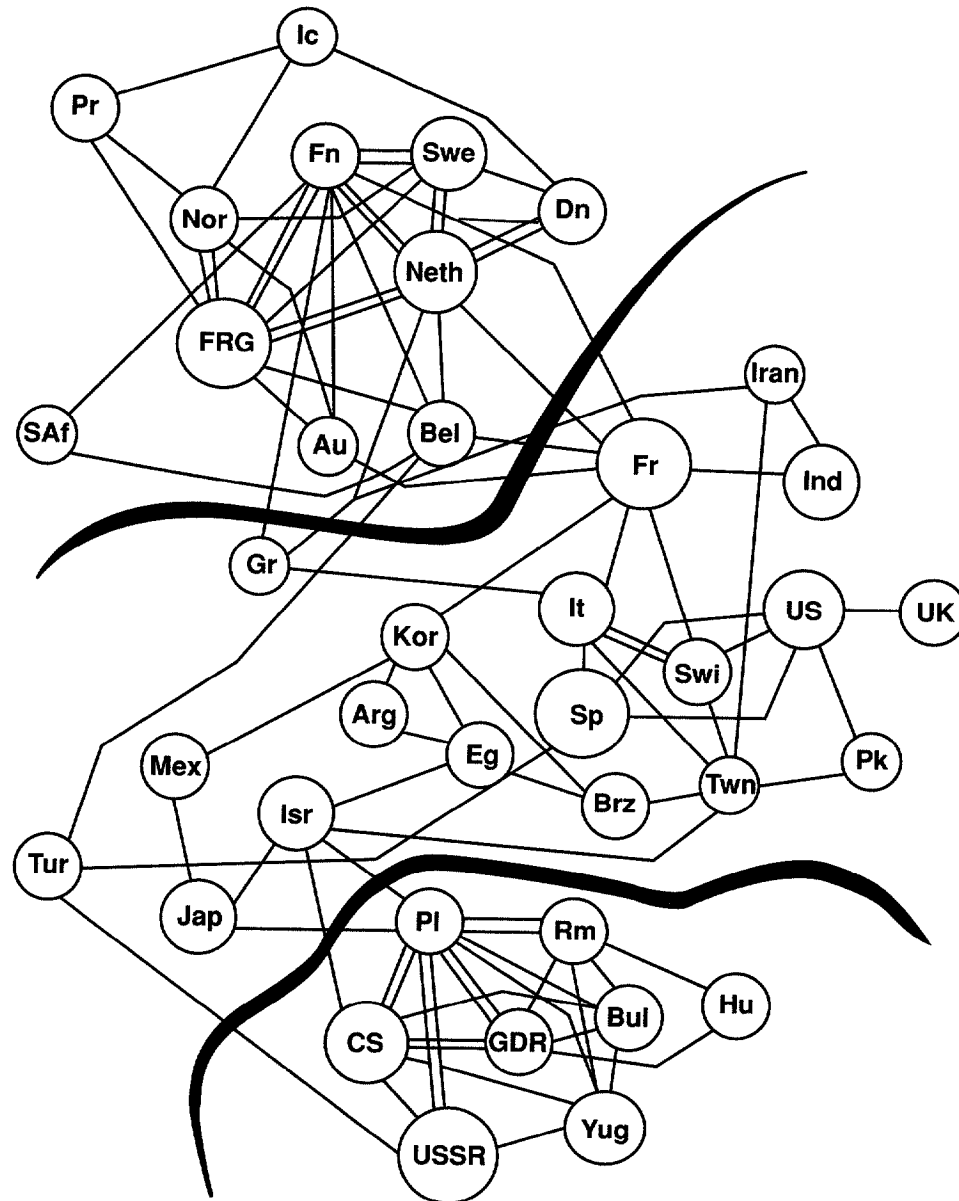 Ic
Pr
Fn
Swe
Nor
Dn
Neth
FRG
Iran
SAf
Au
Bel
Fr
Ind
Gr
It
US
UK
Kor
Swi
Arg
Sp
Mex
Eg
Pk
Isr
Brz
Twn
Tur
Jap
Pl
Rm
Hu
Bul
CS
GDR
Yug
USSR